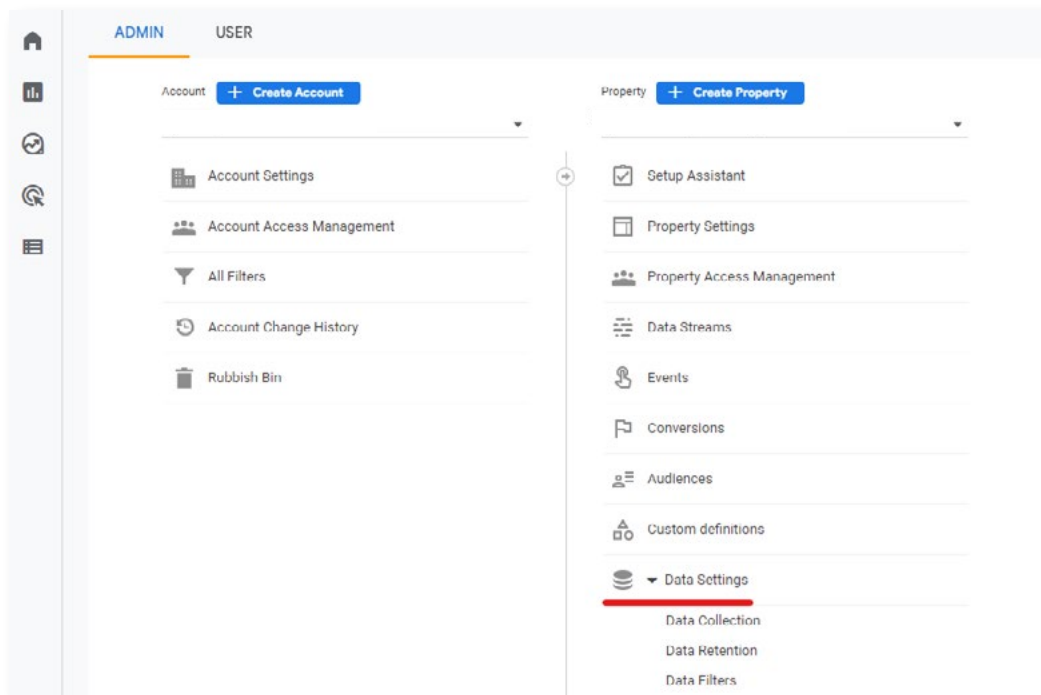 ADMIN USER
Account + Create Account
Account Settings
Account Access Management
All Filters
Account Change History
Rubbish Bin
Property + Create Property
Setup Assistant
Property Settings
Property Access Management
Data Streams
Events
Conversions
Audiences
Custom definitions
Data Settings
Data Collection
Data Retention
Data Filters